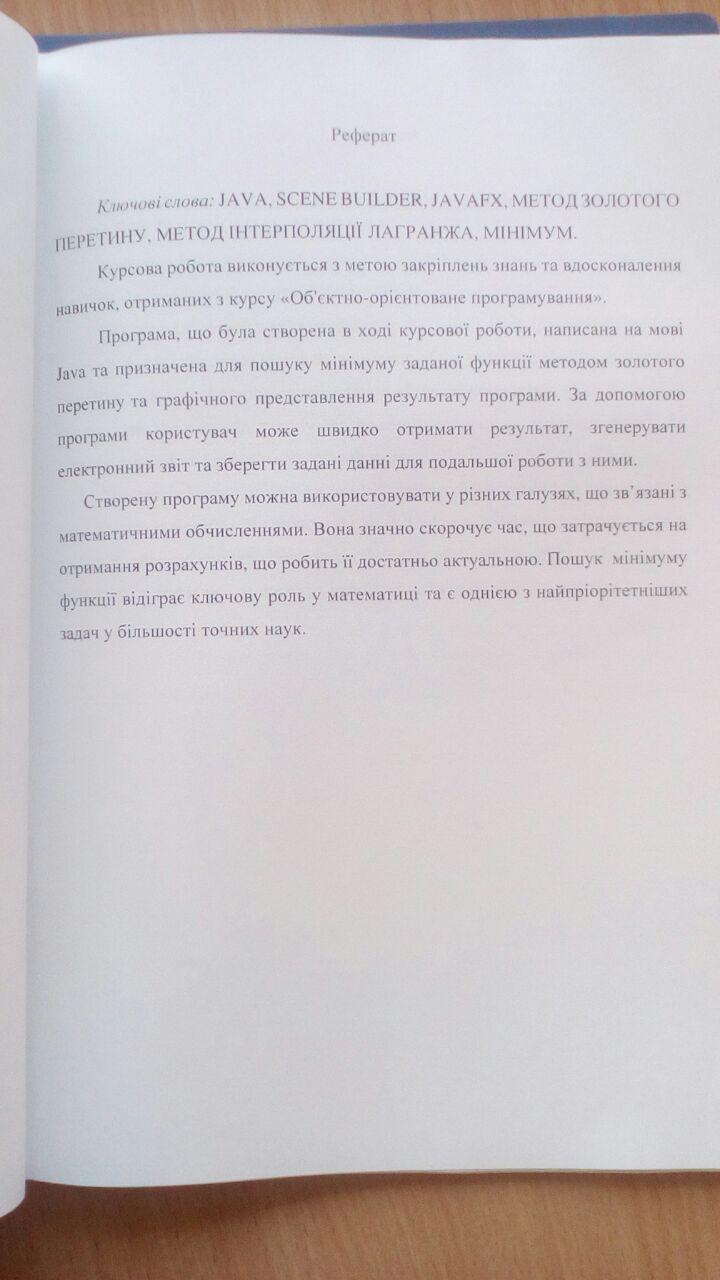 Реферат
Ключові слова: JAVA, SCENE BUILDER, JAVAFX, МЕТОД ЗОЛОТОГО
ПЕРЕТИНУ, МЕТОД ІНТЕРПОЛЯЦІЇ ЛАГРАНЖА, МІНІМУМ.
Курсова робота виконується з метою закріплень знань та вдосконалення
навичок, отриманих з курсу «Об'єктно-орієнтоване програмування».
Програма, що була створена в ході курсової роботи, написана на мові
Java та призначена для пошуку мінімуму заданої функції методом золотого
перетину та графічного представлення результату програми. За допомогою
програми користувач може швидко отримати результат, згенерувати
електронний звіт та зберегти задані данні для подальшої роботи з ними.
Створену програму можна використовувати у різних галузях, що зв’язані з
математичними обчисленнями. Вона значно скорочує час, що затрачується на
отримання розрахунків, що робить її достатньо актуальною. Пошук мінімуму
функції відіграє ключову роль у математиці та є однією з найпріорітетніших
задач у більшості точних наук.